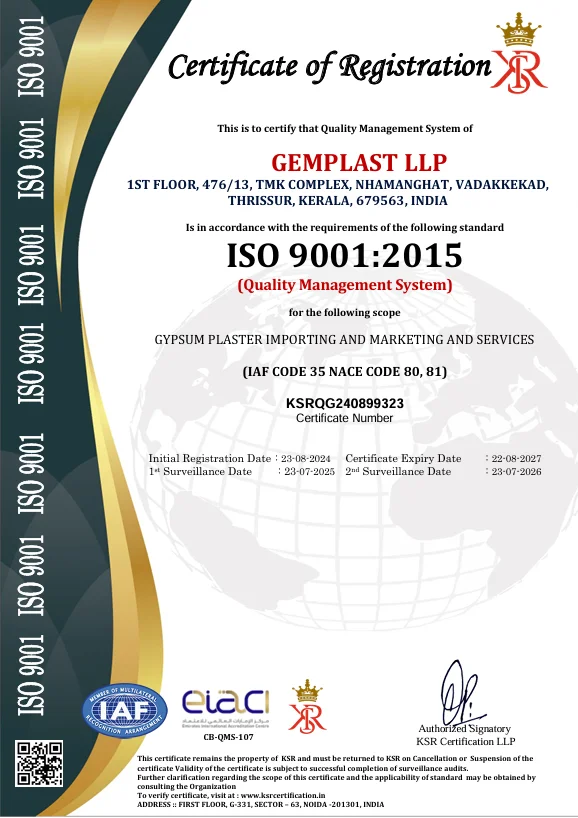 Certificate of Registration
KSR
This is to certify that Quality Management System of
GEMPLAST LLP
1ST FLOOR, 476/13, TMK COMPLEX, NHAMANGHAT, VADAKKEKAD,
THRISSUR, KERALA, 679563, INDIA
Is in accordance with the requirements of the following standard
ISO 9001:2015
(Quality Management System)
for the following scope
GYPSUM PLASTER IMPORTING AND MARKETING AND SERVICES
(IAF CODE 35 NACE CODE 80, 81)
KSRQG240899323
Certificate Number
Initial Registration Date : 23-08-2024 Certificate Expiry Date : 22-08-2027
1st Surveillance Date : 23-07-2025 2nd Surveillance Date : 23-07-2026
ISO 9001 ISO 9001 ISO 9001 ISO 9001 ISO 9001 ISO 9001 ISO 9001
MEMBER OF MULTILATERAL
IAF
RECOGNITION ARRANGEMENT
eiaci
مركز الإمارات العالمي للاعتماد
Emirates International Accreditation Centre
CB-QMS-107
KSR
Authorized Signatory
KSR Certification LLP
This certificate remains the property of KSR and must be returned to KSR on Cancellation or Suspension of the
certificate Validity of the certificate is subject to successful completion of surveillance audits.
Further clarification regarding the scope of this certificate and the applicability of standard may be obtained by
consulting the Organization
To verify certificate, visit at : www.ksrcertification.in
ADDRESS :: FIRST FLOOR, G-331, SECTOR – 63, NOIDA -201301, INDIA